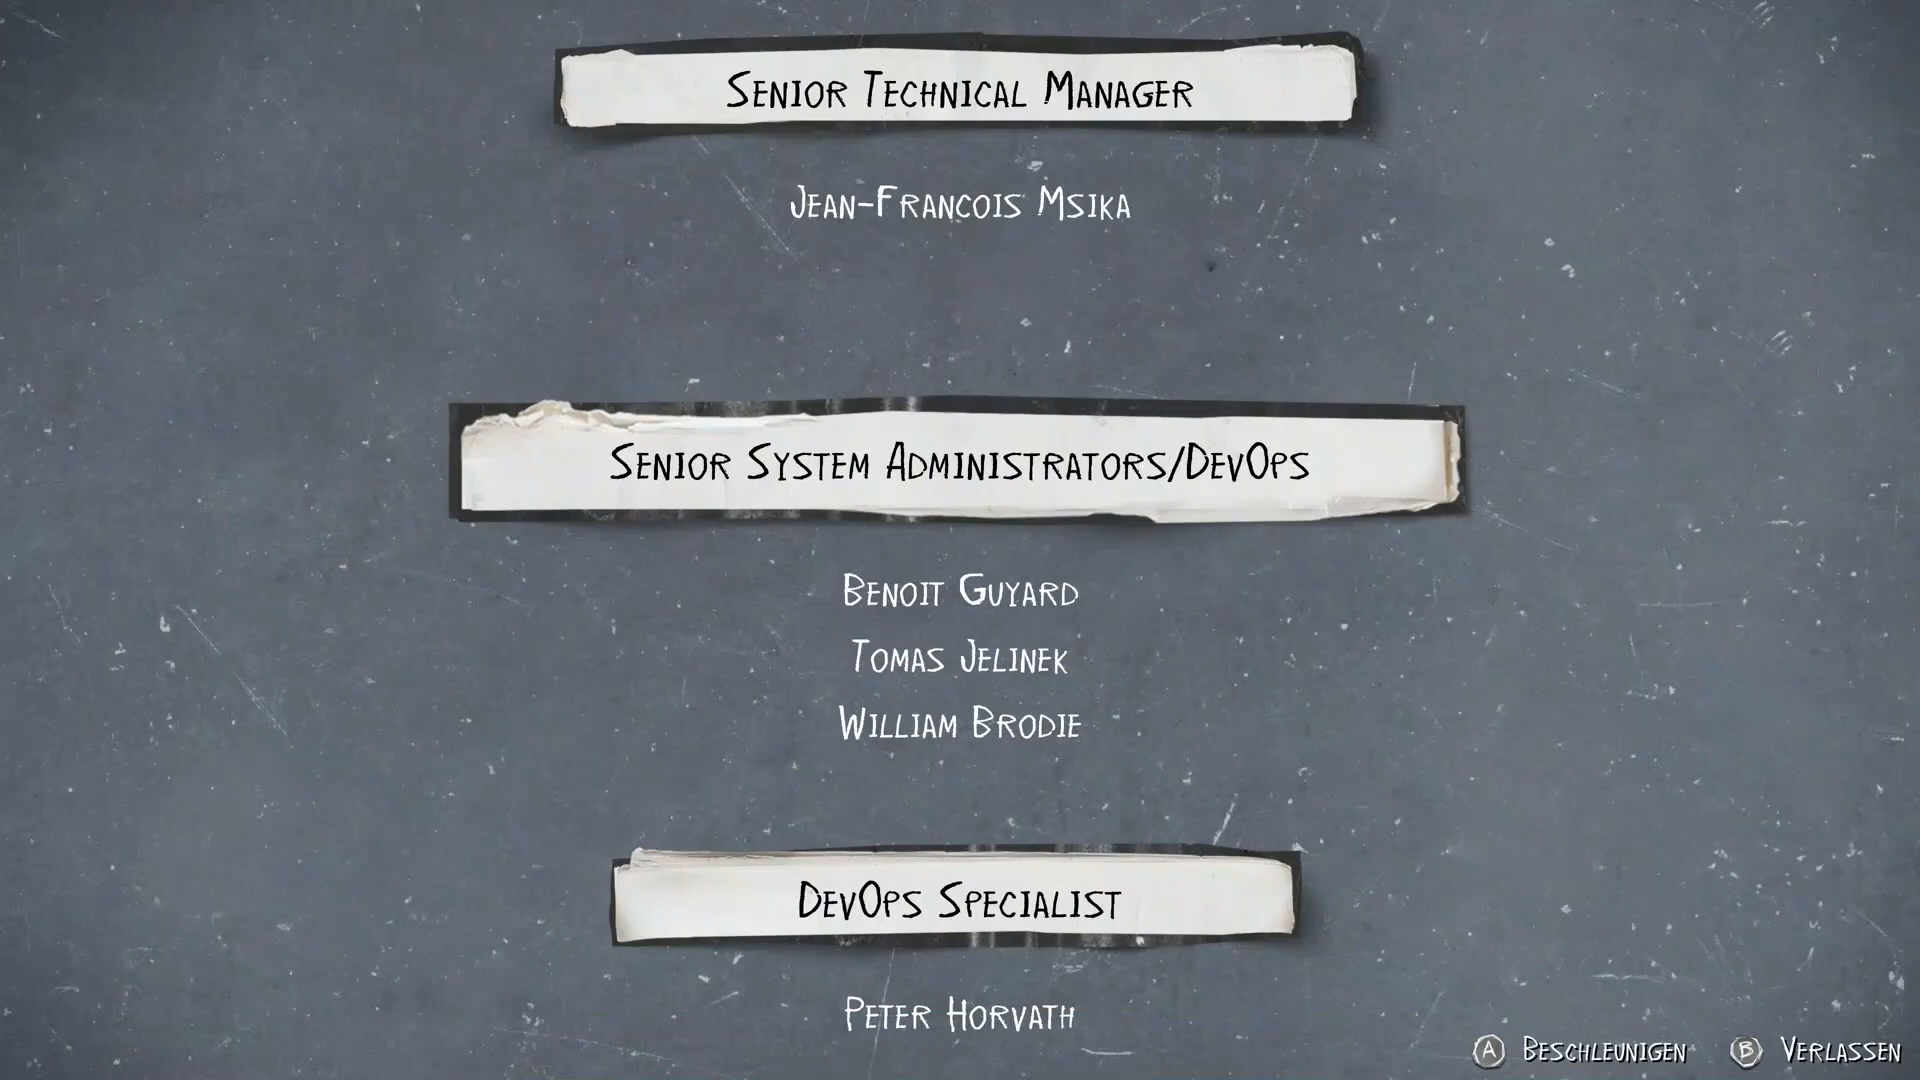 Senior Technical Manager
Jean-Francois Msika
Senior System Administrators/DevOps
Benoit Guyard
Tomas Jelinek
William Brodie
DevOps Specialist
Peter Horvath
A Beschleunigen B Verlassen